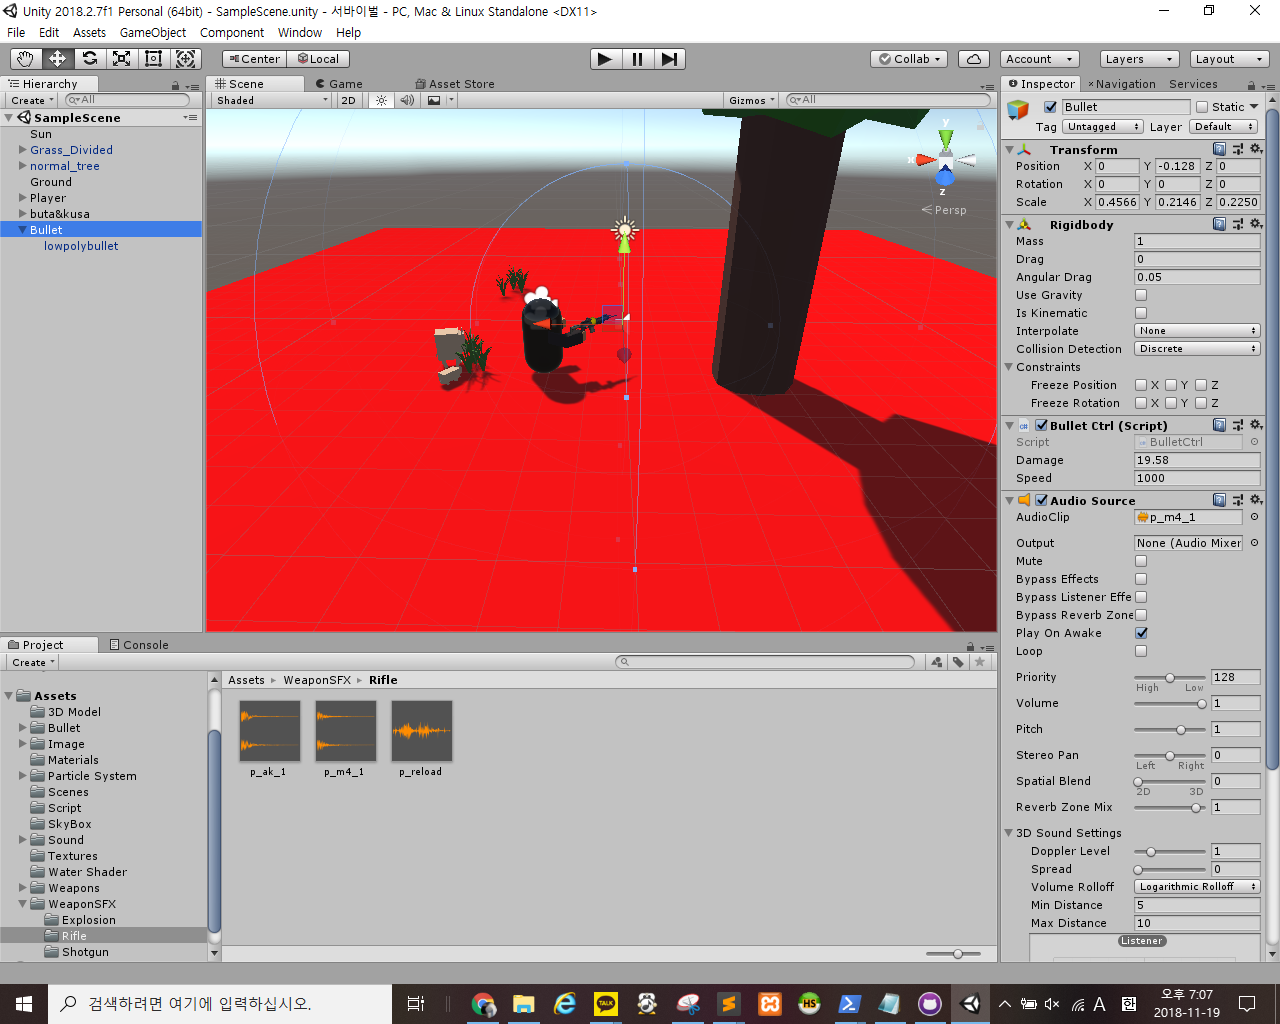 Unity 2018.2.7f1 Personal (64bit) - SampleScene.unity - 서바이벌 - PC, Mac & Linux Standalone <DX11>
File Edit Assets GameObject Component Window Help
Center Local Collab Account Layers Layout
Hierarchy
Create All
SampleScene
Sun
Grass_Divided
normal_tree
Ground
Player
buta&kusa
Bullet
lowpolybullet
Scene Game Asset Store
Shaded 2D Gizmos All
y
x
z
Persp
Project Console
Create
Assets
3D Model
Bullet
Image
Materials
Particle System
Scenes
Script
SkyBox
Sound
Textures
Water Shader
Weapons
WeaponSFX
Explosion
Rifle
Shotgun
Assets WeaponSFX Rifle
p_ak_1 p_m4_1 p_reload
Inspector Navigation Services
Bullet Static
Tag Untagged Layer Default
Transform
Position X 0 Y -0.128 Z 0
Rotation X 0 Y 0 Z 0
Scale X 0.4566 Y 0.2146 Z 0.2250
Rigidbody
Mass 1
Drag 0
Angular Drag 0.05
Use Gravity
Is Kinematic
Interpolate None
Collision Detection Discrete
Constraints
Freeze Position X Y Z
Freeze Rotation X Y Z
Bullet Ctrl (Script)
Script BulletCtrl
Damage 19.58
Speed 1000
Audio Source
AudioClip p_m4_1
Output None (Audio Mixer
Mute
Bypass Effects
Bypass Listener Effe
Bypass Reverb Zone
Play On Awake
Loop
Priority 128
High Low
Volume 1
Pitch 1
Stereo Pan 0
Left Right
Spatial Blend 0
2D 3D
Reverb Zone Mix 1
3D Sound Settings
Doppler Level 1
Spread 0
Volume Rolloff Logarithmic Rolloff
Min Distance 5
Max Distance 10
Listener
검색하려면 여기에 입력하십시오.
TALK
HS
A 한
오후 7:07
2018-11-19